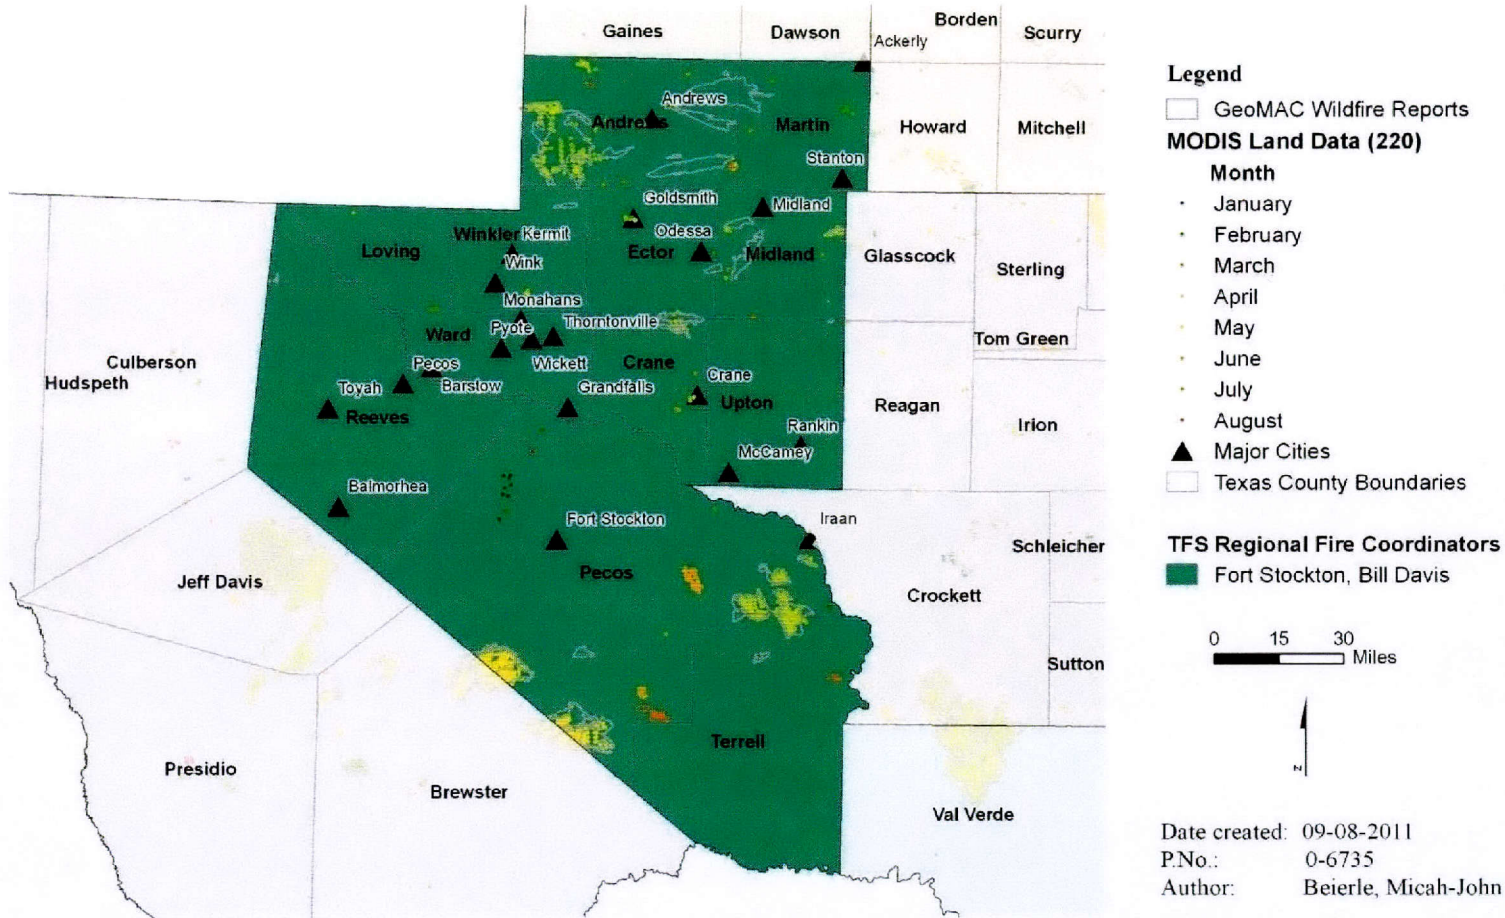 Gaines
Dawson
Borden
Scurry
Ackerly
Andrews
Andrews
Martin
Howard
Mitchell
Stanton
Goldsmith
Midland
Loving
Winkler
Kermit
Odessa
Ector
Midland
Glasscock
Sterling
Wink
Monahans
Ward
Pyote
Thorntonville
Tom Green
Culberson
Hudspeth
Pecos
Wickett
Crane
Crane
Toyah
Barstow
Grandfalls
Upton
Reagan
Reeves
Irion
Rankin
McCamey
Balmorhea
Fort Stockton
Iraan
Schleicher
Jeff Davis
Pecos
Crockett
Sutton
Terrell
Presidio
Brewster
Val Verde
Legend
GeoMAC Wildfire Reports
MODIS Land Data (220)
Month
January
February
March
April
May
June
July
August
Major Cities
Texas County Boundaries
TFS Regional Fire Coordinators
Fort Stockton, Bill Davis
0 15 30
Miles
N
Date created: 09-08-2011
P.No.: 0-6735
Author: Beierle, Micah-John